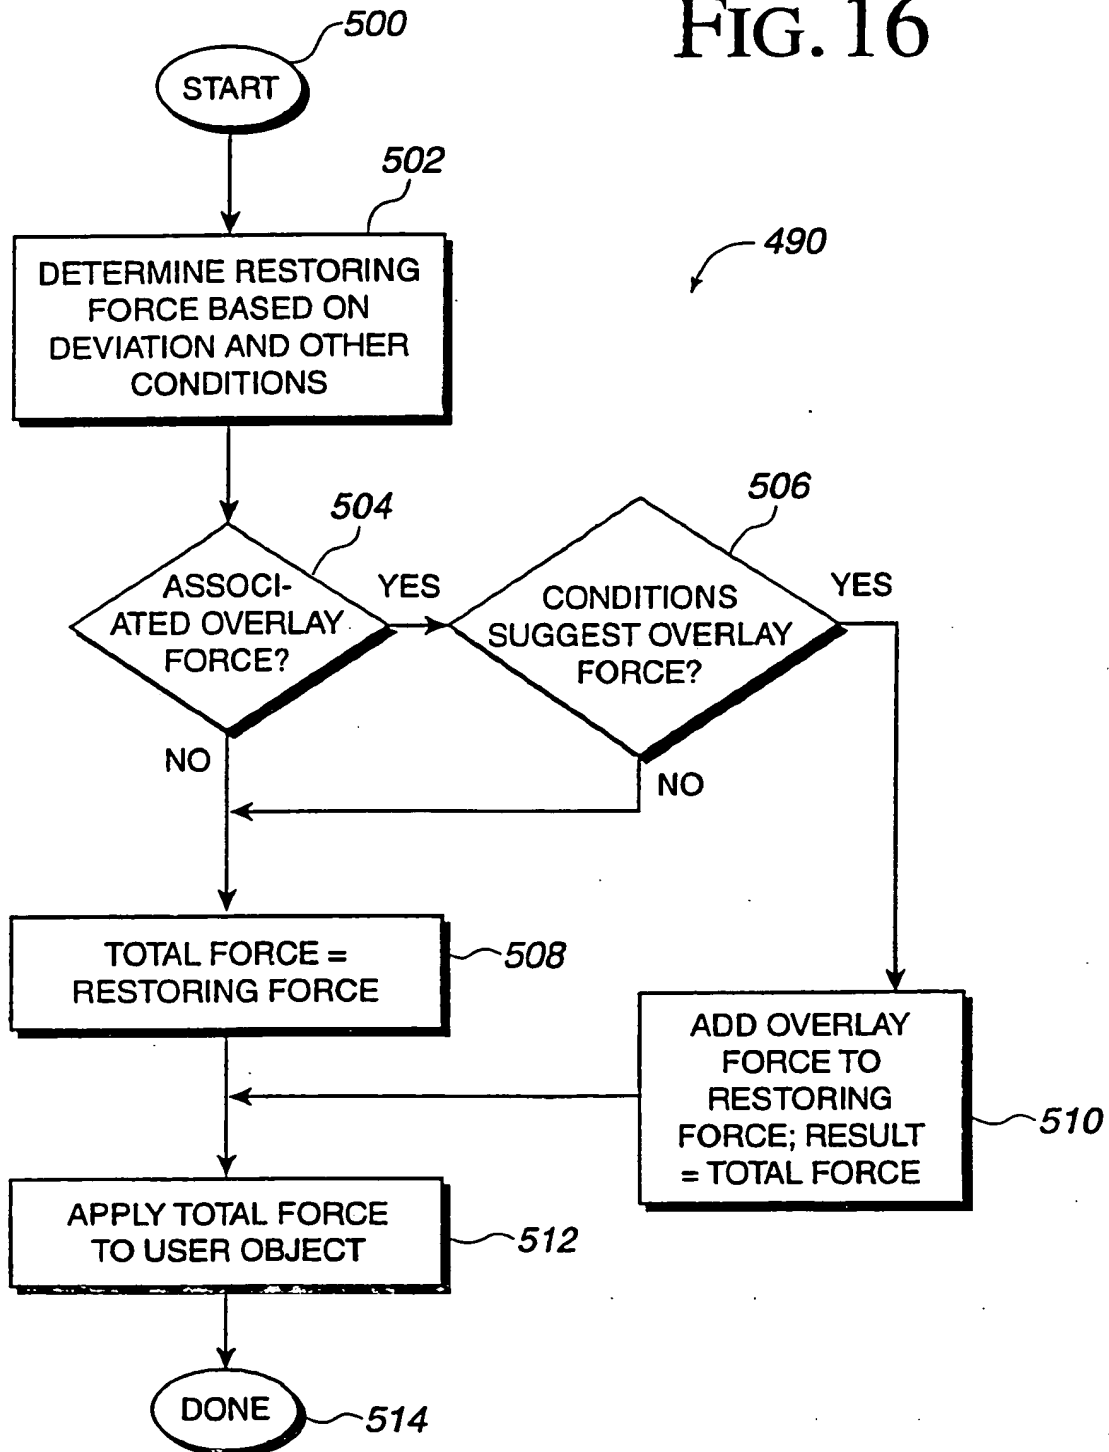 FIG. 16
500
START
502
490
DETERMINE RESTORING
FORCE BASED ON
DEVIATION AND OTHER
CONDITIONS
504
506
ASSOCI-
ATED OVERLAY
FORCE?
YES
CONDITIONS
SUGGEST OVERLAY
FORCE?
YES
NO
NO
TOTAL FORCE =
RESTORING FORCE
508
ADD OVERLAY
FORCE TO
RESTORING
FORCE; RESULT
= TOTAL FORCE
510
APPLY TOTAL FORCE
TO USER OBJECT
512
DONE
514